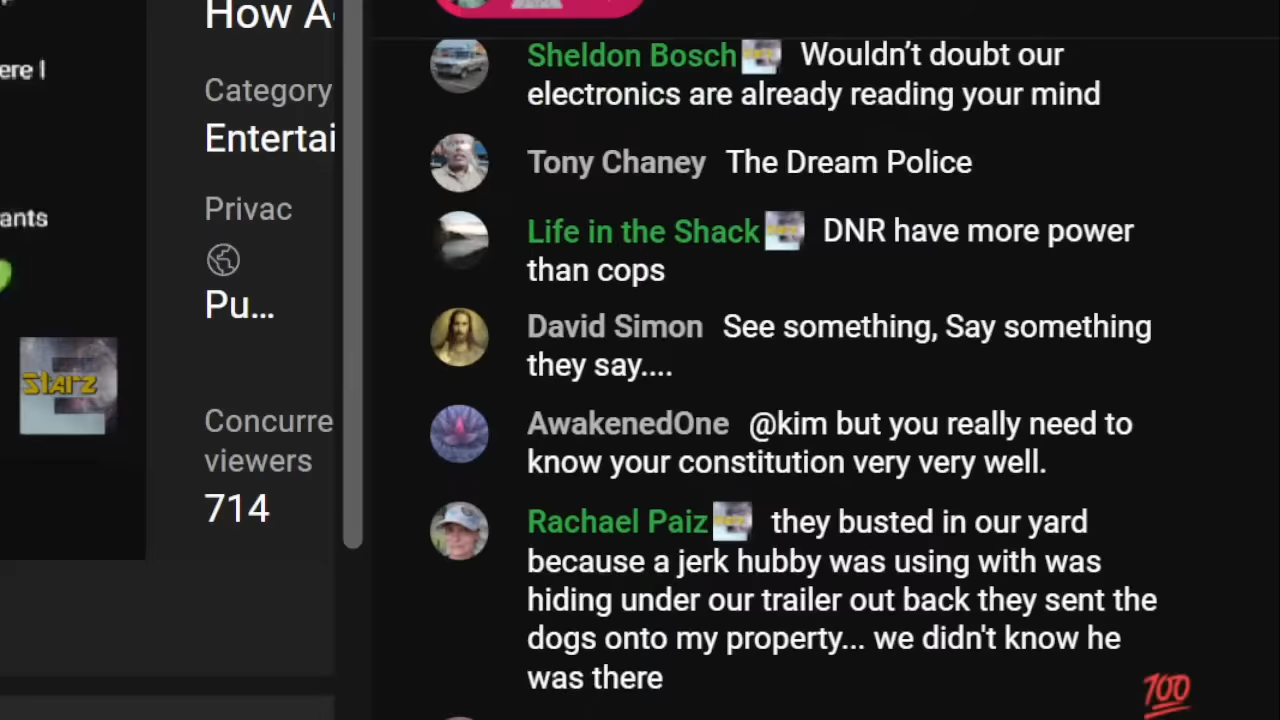 How A
ere I
Category
Entertai
Privac
ants
Pu...
Starz
Concurre
viewers
714
Sheldon Bosch Wouldn't doubt our
electronics are already reading your mind
Tony Chaney The Dream Police
Life in the Shack DNR have more power
than cops
David Simon See something, Say something
they say....
AwakenedOne @kim but you really need to
know your constitution very very well.
Rachael Paiz they busted in our yard
because a jerk hubby was using with was
hiding under our trailer out back they sent the
dogs onto my property... we didn't know he
was there
100